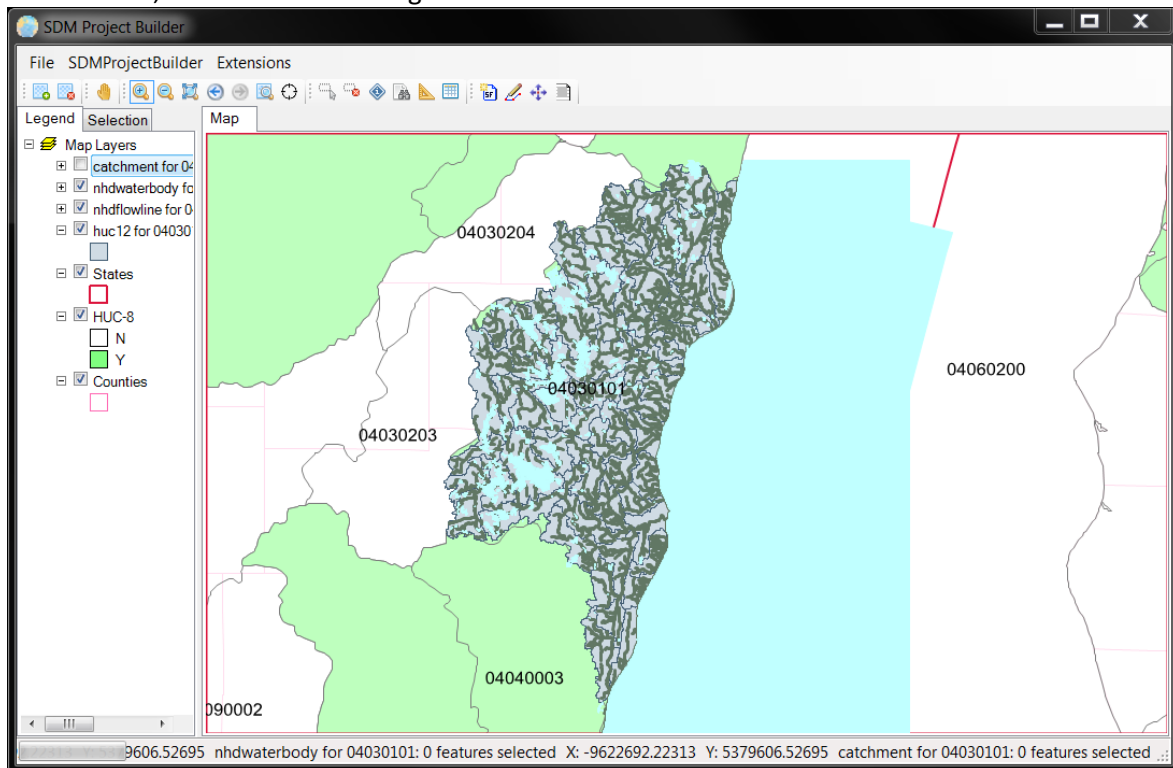 SDM Project Builder
File SDMProjectBuilder Extensions
Legend Selection
Map
Map Layers
catchment for 04
nhdwaterbody fo
nhdflowline for 0
huc12 for 04030
States
HUC-8
N
Y
Counties
04030204
04030101
04060200
04030203
04040003
090002
9606.52695 nhdwaterbody for 04030101: 0 features selected X: -9622692.22313 Y: 5379606.52695 catchment for 04030101: 0 features selected